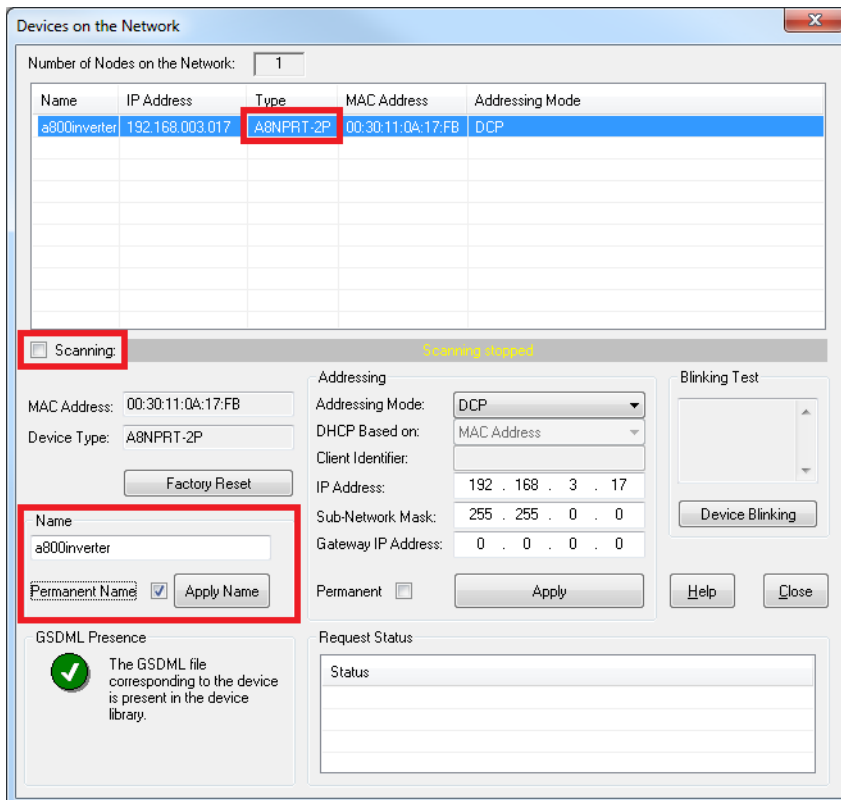 Devices on the Network
Number of Nodes on the Network: 1
Name IP Address Type MAC Address Addressing Mode
a800inverter 192.168.003.017 A8NPRT-2P 00:30:11:0A:17:FB DCP
Scanning:
Scanning stopped
MAC Address: 00:30:11:0A:17:FB
Device Type: A8NPRT-2P
Factory Reset
Name
a800inverter
Permanent Name
Apply Name
GSDML Presence
The GSDML file
corresponding to the device
is present in the device
library.
Addressing
Addressing Mode: DCP
DHCP Based on: MAC Address
Client Identifier:
IP Address: 192 . 168 . 3 . 17
Sub-Network Mask: 255 . 255 . 0 . 0
Gateway IP Address: 0 . 0 . 0 . 0
Permanent
Apply
Blinking Test
Device Blinking
Help
Close
Request Status
Status